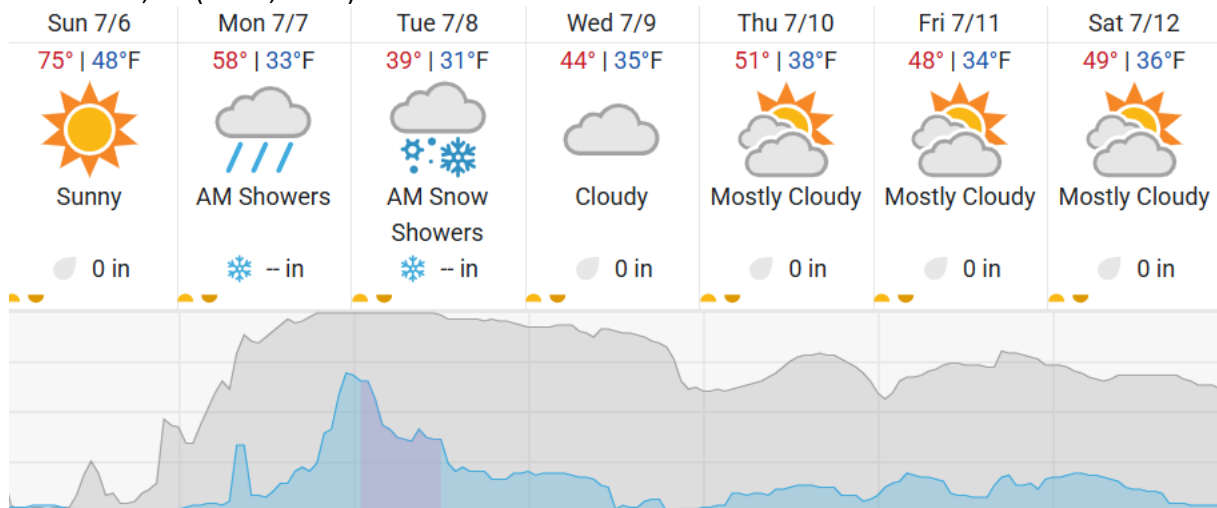 Sun 7/6 Mon 7/7 Tue 7/8 Wed 7/9 Thu 7/10 Fri 7/11 Sat 7/12
75° | 48°F 58° | 33°F 39° | 31°F 44° | 35°F 51° | 38°F 48° | 34°F 49° | 36°F
Sunny AM Showers AM Snow Cloudy Mostly Cloudy Mostly Cloudy Mostly Cloudy
Showers
0 in -- in -- in 0 in 0 in 0 in 0 in